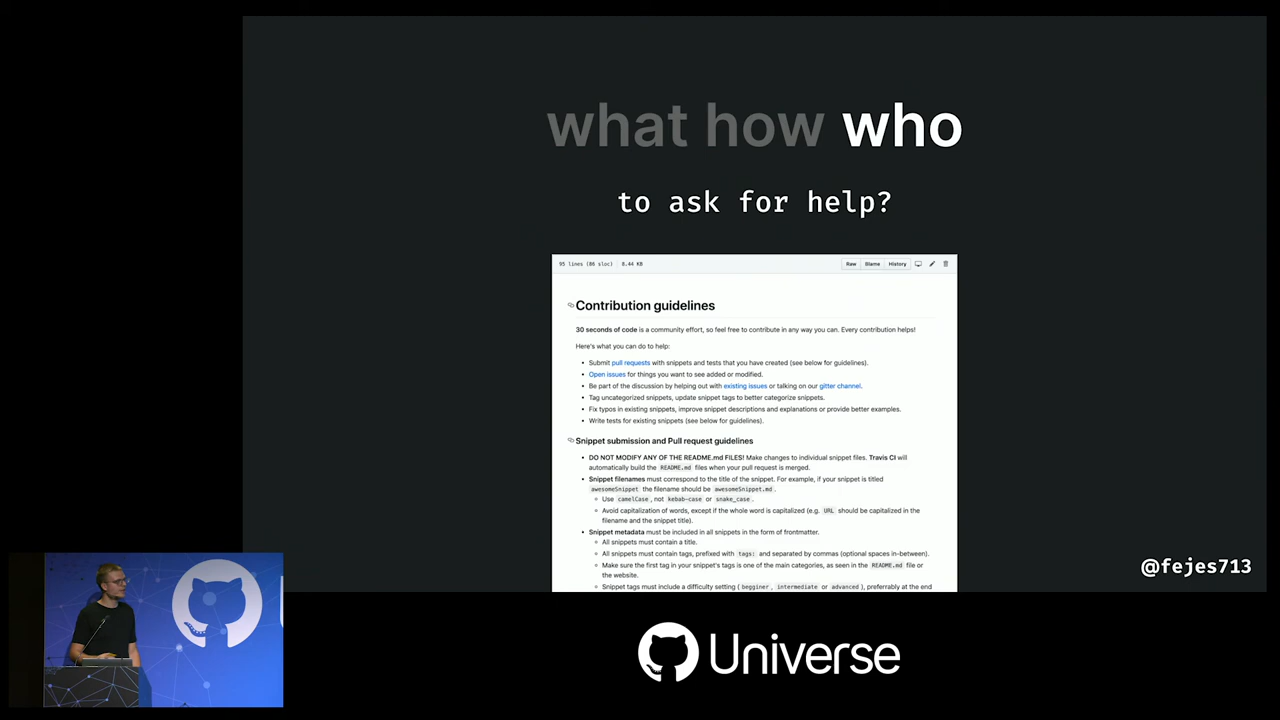 what how who
to ask for help?
95 lines (86 sloc) 8.44 KB
Raw Blame History
Contribution guidelines
30 seconds of code is a community effort, so feel free to contribute in any way you can. Every contribution helps!
Here's what you can do to help:
• Submit pull requests with snippets and tests that you have created (see below for guidelines).
• Open issues for things you want to see added or modified.
• Be part of the discussion by helping out with existing issues or talking on our gitter channel.
• Tag uncategorized snippets, update snippet tags to better categorize snippets.
• Fix typos in existing snippets, improve snippet descriptions and explanations or provide better examples.
• Write tests for existing snippets (see below for guidelines).
Snippet submission and Pull request guidelines
• DO NOT MODIFY ANY OF THE README.md FILES! Make changes to individual snippet files. Travis CI will
automatically build the README.md files when your pull request is merged.
• Snippet filenames must correspond to the title of the snippet. For example, if your snippet is titled
awesomeSnippet the filename should be awesomeSnippet.md.
Use camelCase, not kebab-case or snake_case.
Avoid capitalization of words, except if the whole word is capitalized (e.g. URL should be capitalized in the
filename and the snippet title).
• Snippet metadata must be included in all snippets in the form of frontmatter.
All snippets must contain a title.
All snippets must contain tags, prefixed with tags: and separated by commas (optional spaces in-between).
Make sure the first tag in your snippet's tags is one of the main categories, as seen in the README.md file or
the website.
Snippet tags must include a difficulty setting (begginer, intermediate or advanced), preferrably at the end
@fejes713
Universe